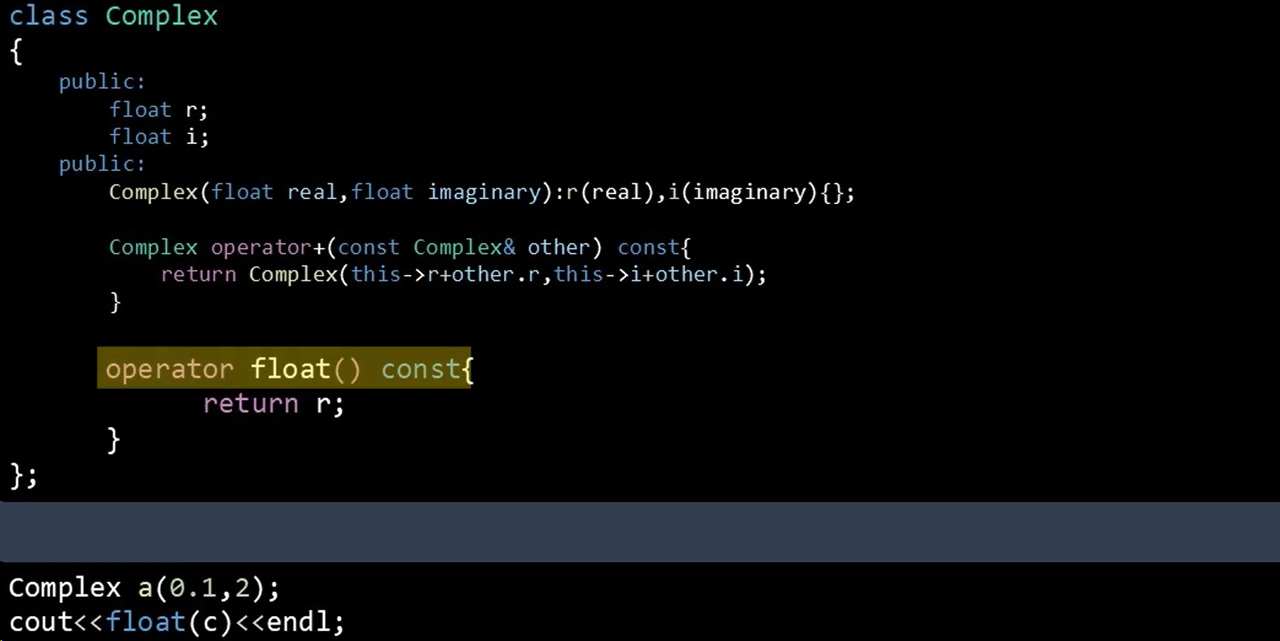 class Complex
{
public:
float r;
float i;
public:
Complex(float real,float imaginary):r(real),i(imaginary){};
Complex operator+(const Complex& other) const{
return Complex(this->r+other.r,this->i+other.i);
}
operator float() const{
return r;
}
};
Complex a(0.1,2);
cout<<float(c)<<endl;